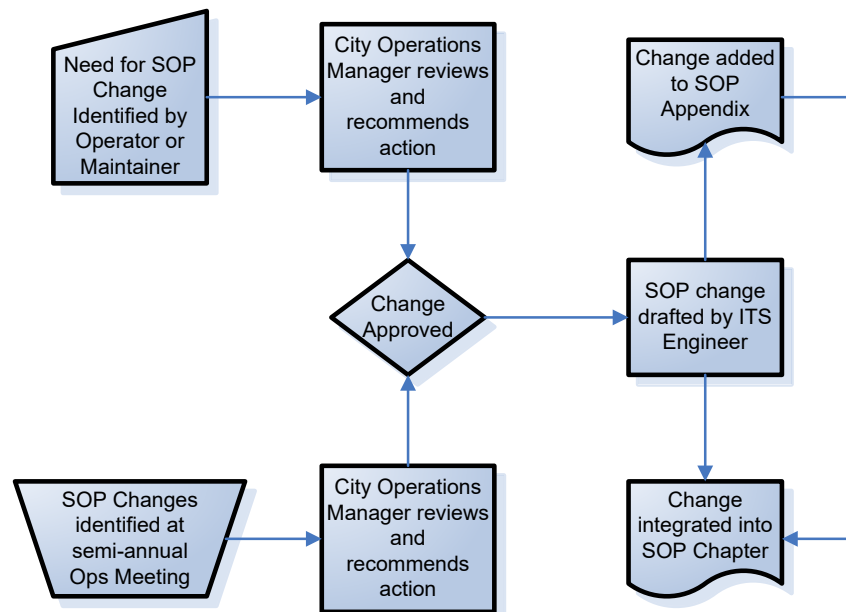 Need for SOP
Change
Identified by
Operator or
Maintainer
City Operations
Manager reviews
and
recommends
action
Change added
to SOP
Appendix
Change
Approved
SOP change
drafted by ITS
Engineer
SOP Changes
identified at
semi-annual
Ops Meeting
City Operations
Manager reviews
and
recommends
action
Change
integrated into
SOP Chapter